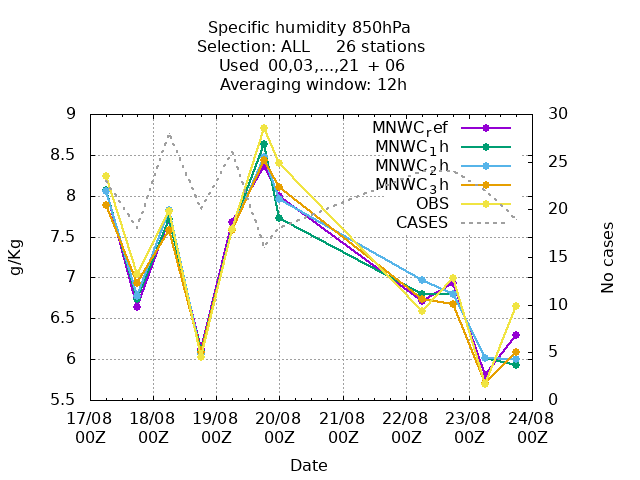 Specific humidity 850hPa
Selection: ALL 26 stations
Used 00,03,...,21 + 06
Averaging window: 12h
9
8.5
8
7.5
7
6.5
6
5.5
30
25
20
15
10
5
0
MNWC_ref
MNWC_1h
MNWC_2h
MNWC_3h
OBS
CASES
g/Kg
No cases
17/08 18/08 19/08 20/08 21/08 22/08 23/08 24/08
00Z 00Z 00Z 00Z 00Z 00Z 00Z 00Z
Date